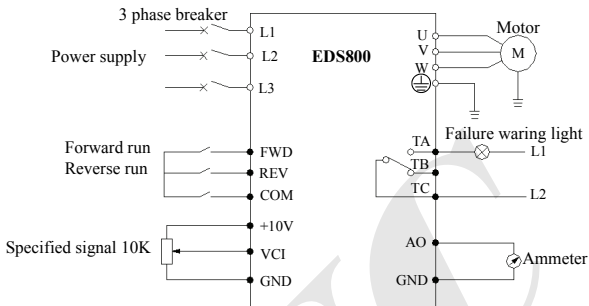 3 phase breaker
L1
L2
L3
Power supply
EDS800
U
V
W
Motor
M
Forward run
Reverse run
FWD
REV
COM
TA
TB
TC
Failure waring light
L1
L2
+10V
Specified signal 10K
VCI
GND
AO
GND
Ammeter